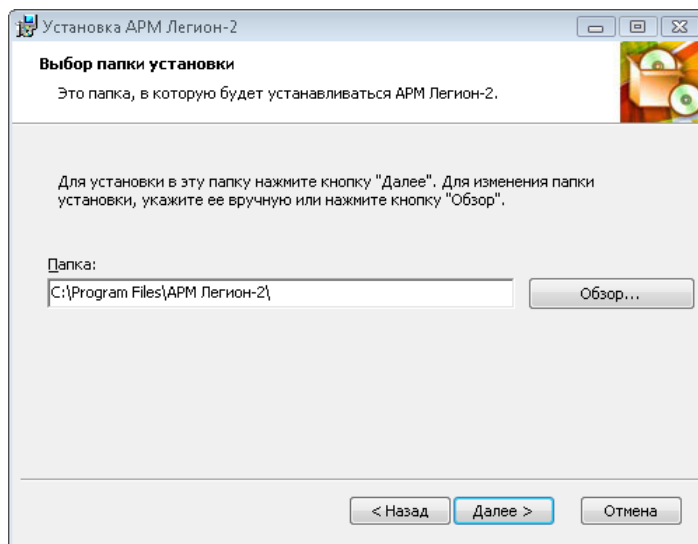 Установка АРМ Легион-2
Выбор папки установки
Это папка, в которую будет устанавливаться АРМ Легион-2.
Для установки в эту папку нажмите кнопку "Далее". Для изменения папки
установки, укажите ее вручную или нажмите кнопку "Обзор".
Папка:
C:\Program Files\АРМ Легион-2\
Обзор...
< Назад
Далее >
Отмена